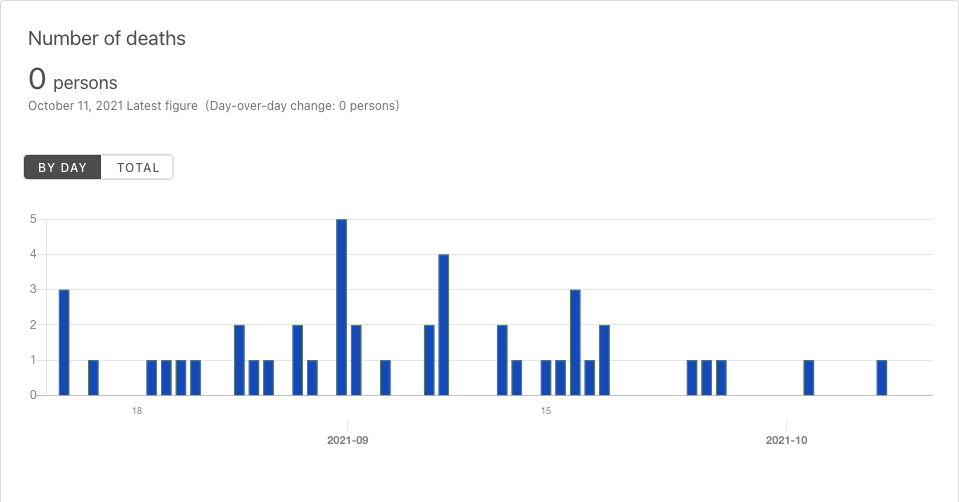 Number of deaths
0 persons
October 11, 2021 Latest figure (Day-over-day change: 0 persons)
BY DAY TOTAL
5
4
3
2
1
0
18 15
2021-09 2021-10